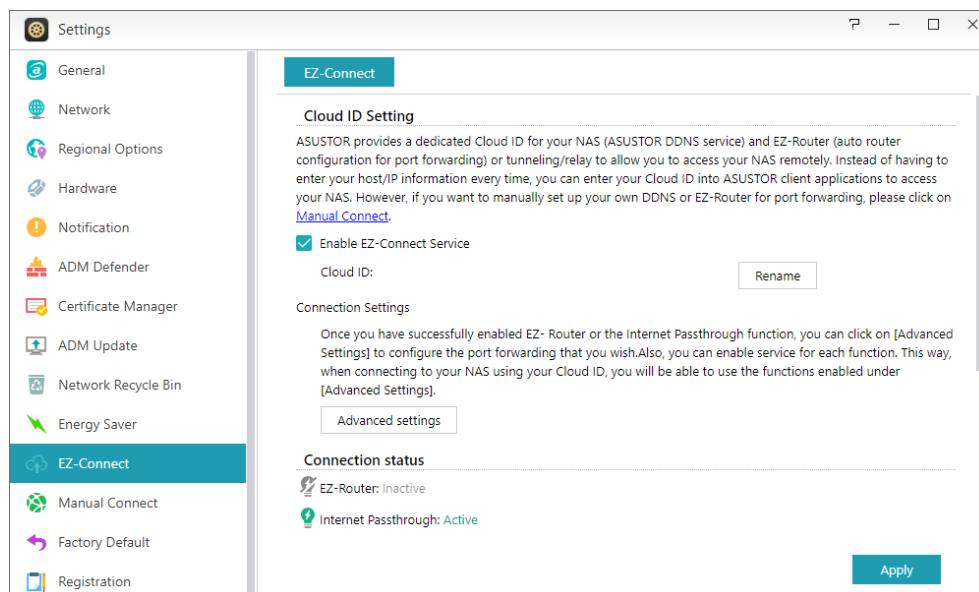 Settings
General
Network
Regional Options
Hardware
Notification
ADM Defender
Certificate Manager
ADM Update
Network Recycle Bin
Energy Saver
EZ-Connect
Manual Connect
Factory Default
Registration
EZ-Connect
Cloud ID Setting
ASUSTOR provides a dedicated Cloud ID for your NAS (ASUSTOR DDNS service) and EZ-Router (auto router
configuration for port forwarding) or tunneling/relay to allow you to access your NAS remotely. Instead of having to
enter your host/IP information every time, you can enter your Cloud ID into ASUSTOR client applications to access
your NAS. However, if you want to manually set up your own DDNS or EZ-Router for port forwarding, please click on
Manual Connect.
Enable EZ-Connect Service
Cloud ID:
Rename
Connection Settings
Once you have successfully enabled EZ- Router or the Internet Passthrough function, you can click on [Advanced
Settings] to configure the port forwarding that you wish.Also, you can enable service for each function. This way,
when connecting to your NAS using your Cloud ID, you will be able to use the functions enabled under
[Advanced Settings].
Advanced settings
Connection status
EZ-Router: Inactive
Internet Passthrough: Active
Apply